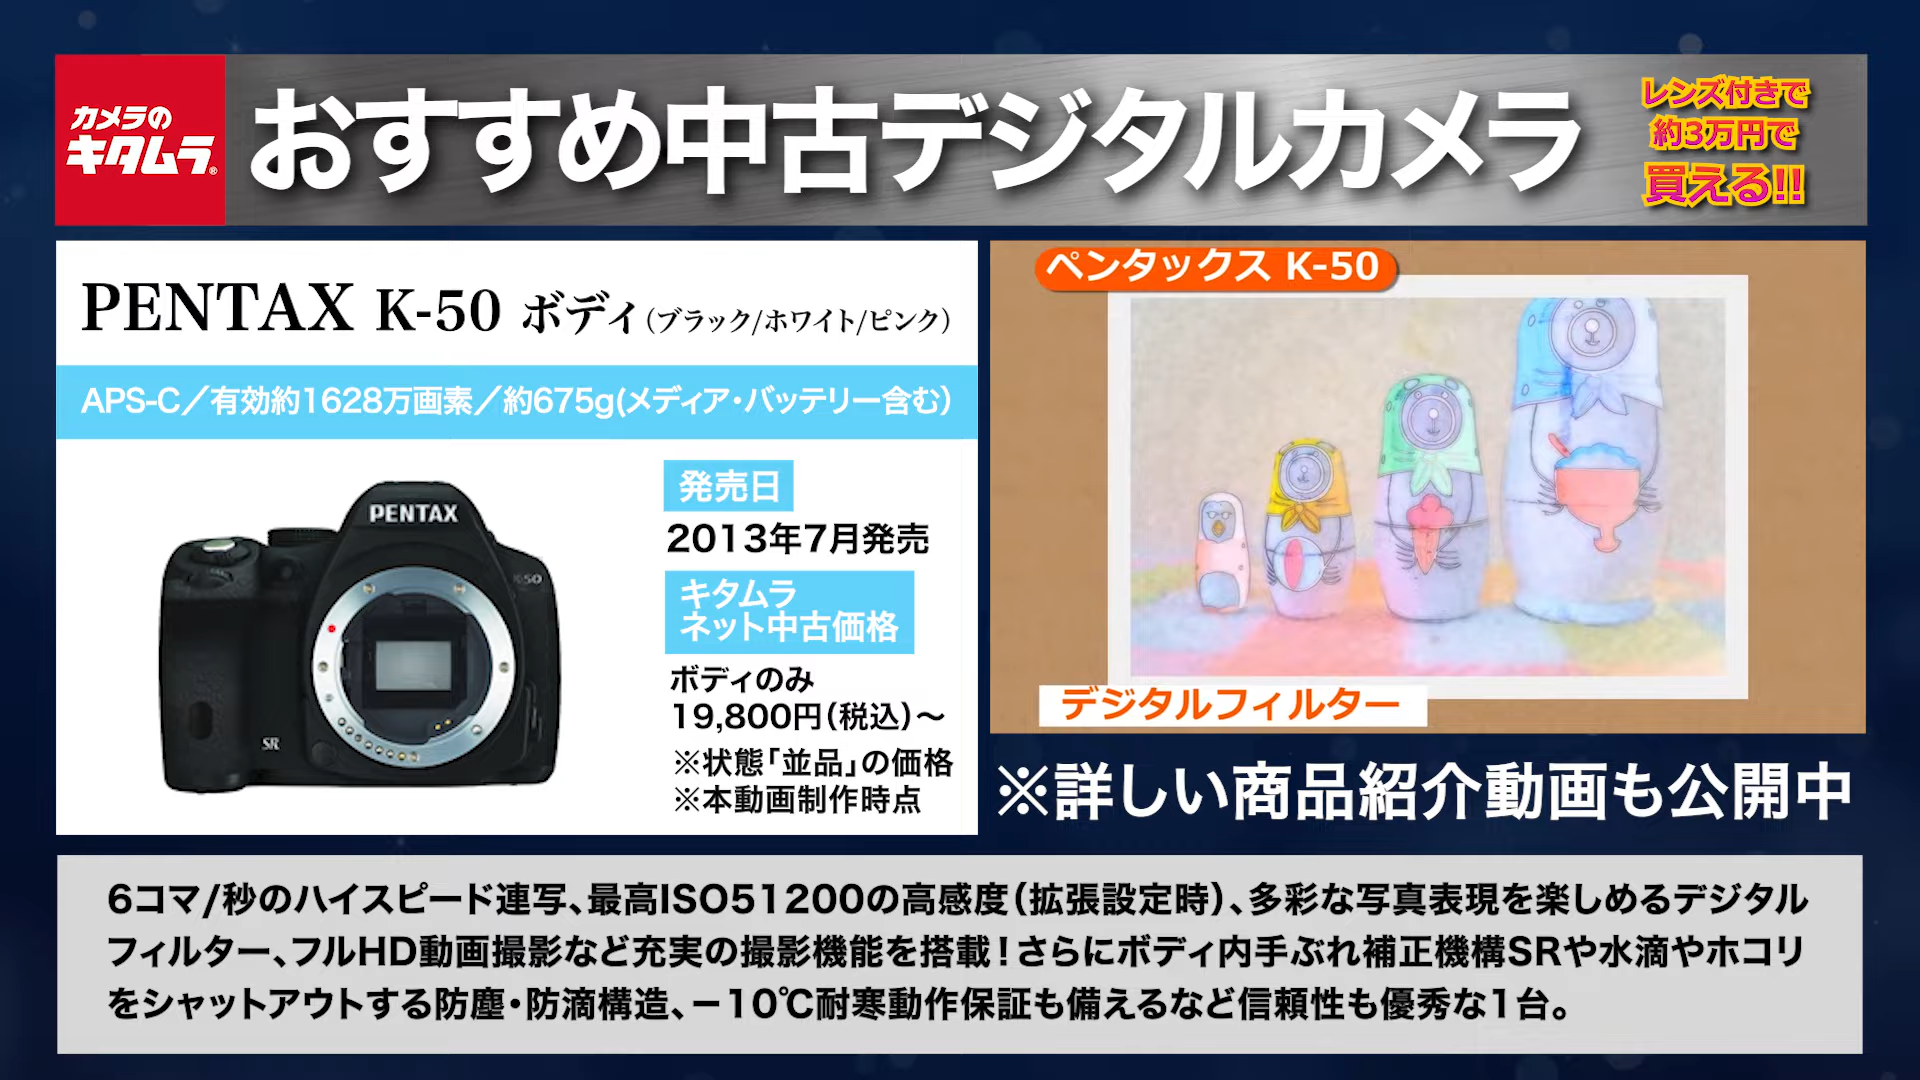 カメラの
キタムラ®
おすすめ中古デジタルカメラ
レンズ付きで
約3万円で
買える!!
PENTAX K-50 ボディ(ブラック/ホワイト/ピンク)
APS-C/有効約1628万画素/約675g(メディア・バッテリー含む)
PENTAX
K-50
SR
発売日
2013年7月発売
キタムラ
ネット中古価格
ボディのみ
19,800円(税込)〜
※状態「並品」の価格
※本動画制作時点
ペンタックス K-50
デジタルフィルター
※詳しい商品紹介動画も公開中
6コマ/秒のハイスピード連写、最高ISO51200の高感度(拡張設定時)、多彩な写真表現を楽しめるデジタル
フィルター、フルHD動画撮影など充実の撮影機能を搭載!さらにボディ内手ぶれ補正機構SRや水滴やホコリ
をシャットアウトする防塵・防滴構造、−10℃耐寒動作保証も備えるなど信頼性も優秀な1台。